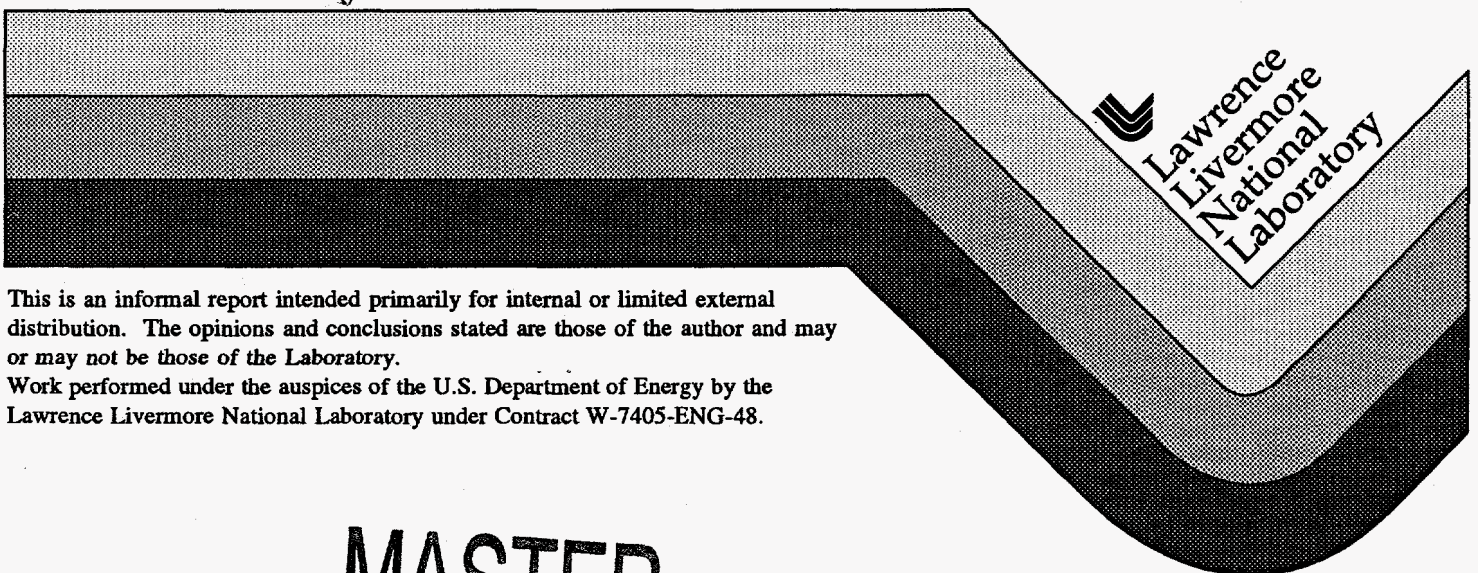 Lawrence
Livermore
National
Laboratory
This is an informal report intended primarily for internal or limited external
distribution. The opinions and conclusions stated are those of the author and may
or may not be those of the Laboratory.
Work performed under the auspices of the U.S. Department of Energy by the
Lawrence Livermore National Laboratory under Contract W-7405-ENG-48.
MASTER